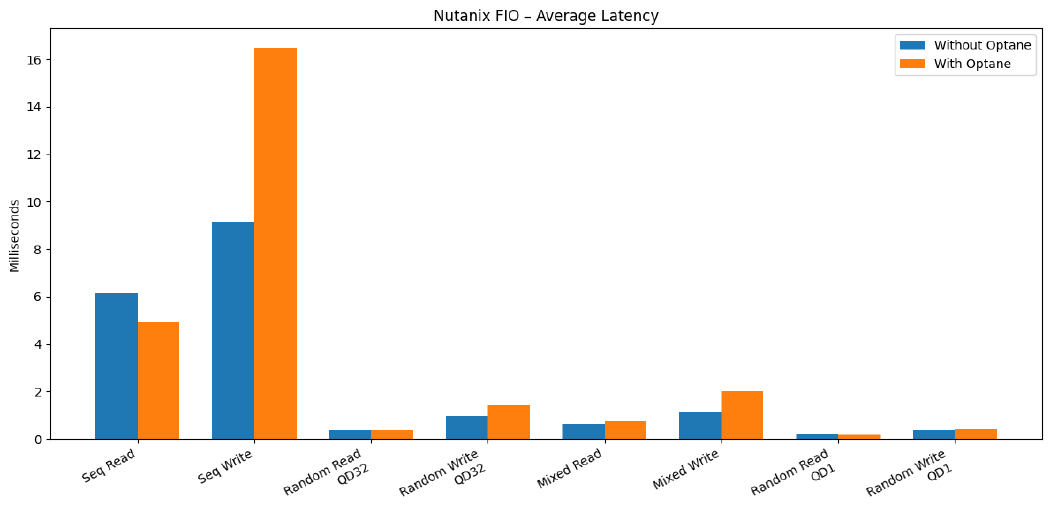 Nutanix FIO – Average Latency
Without Optane
With Optane
Milliseconds
16
14
12
10
8
6
4
2
0
Seq Read
Seq Write
Random Read
QD32
Random Write
QD32
Mixed Read
Mixed Write
Random Read
QD1
Random Write
QD1